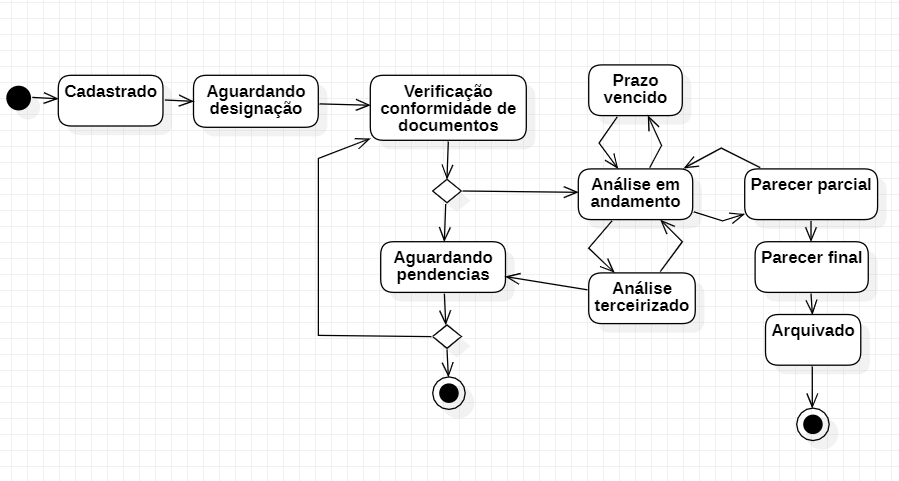 Cadastrado
Aguardando
designação
Verificação
conformidade de
documentos
Prazo
vencido
Análise em
andamento
Parecer parcial
Aguardando
pendencias
Análise
terceirizado
Parecer final
Arquivado